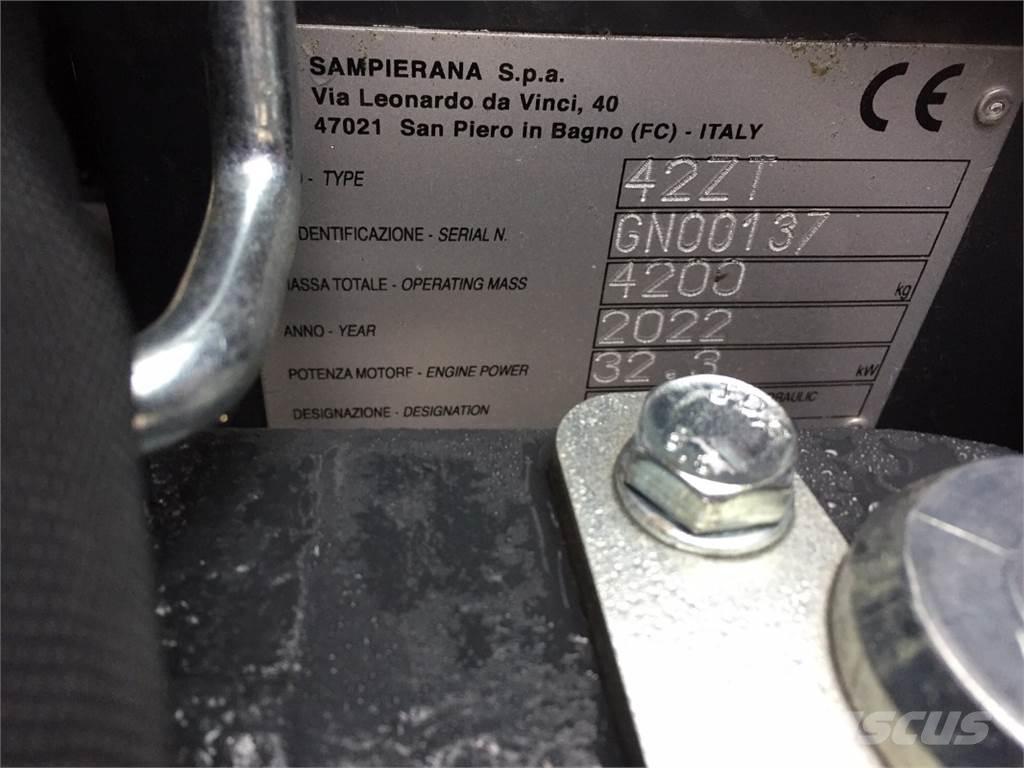 SAMPIERANA S.p.a.
Via Leonardo da Vinci, 40
47021 San Piero in Bagno (FC) - ITALY
CE
- TYPE 42ZT
DENTIFICAZIONE - SERIAL N. GN00137
ASSA TOTALE - OPERATING MASS 4200 kg
ANNO - YEAR 2022
POTENZA MOTORE - ENGINE POWER 32.3 kW
DESIGNAZIONE - DESIGNATION RAULIC